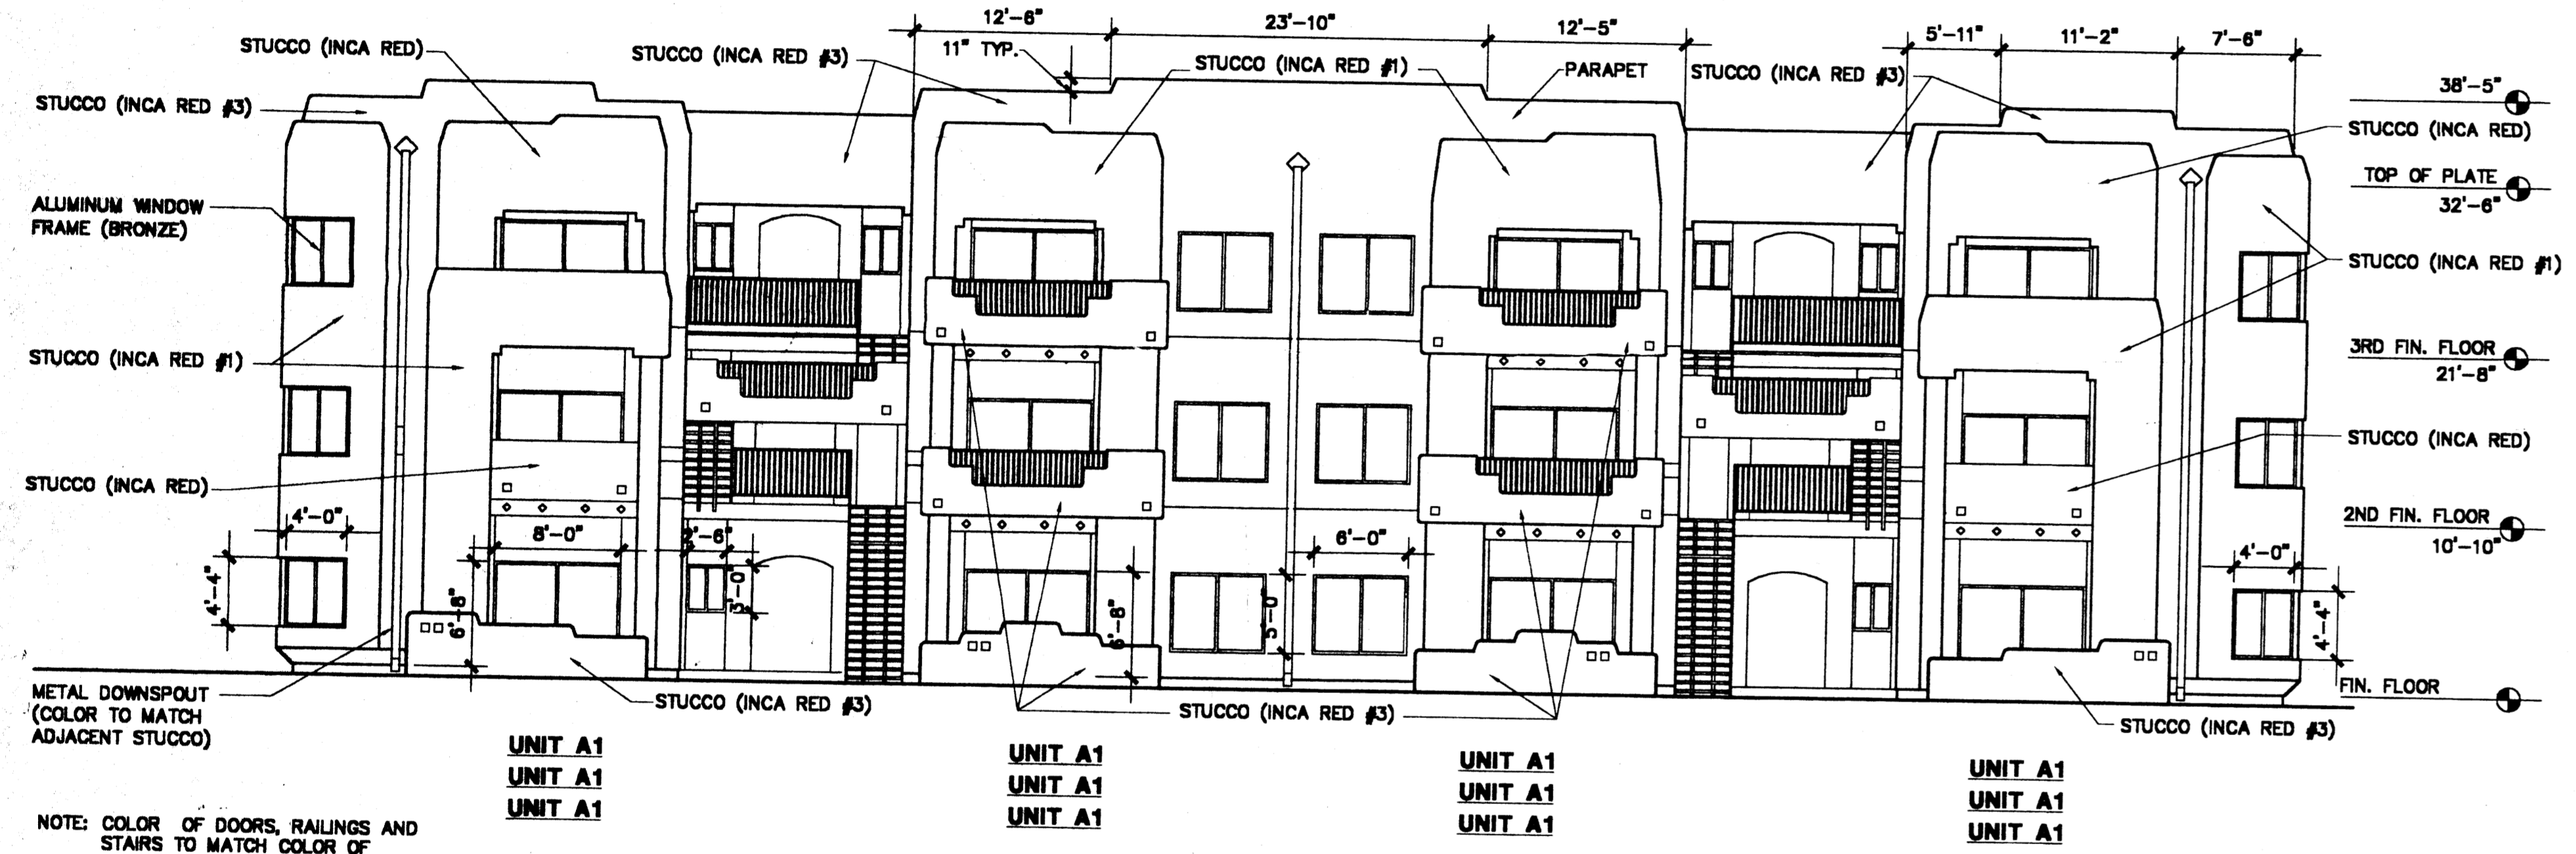 12'-6"
23'-10"
12'-5"
5'-11"
11'-2"
7'-6"
STUCCO (INCA RED)
STUCCO (INCA RED #3)
11" TYP.
STUCCO (INCA RED #1)
PARAPET
STUCCO (INCA RED #3)
38'-5"
STUCCO (INCA RED #3)
STUCCO (INCA RED)
TOP OF PLATE
32'-6"
ALUMINUM WINDOW
FRAME (BRONZE)
STUCCO (INCA RED #1)
STUCCO (INCA RED #1)
3RD FIN. FLOOR
21'-8"
STUCCO (INCA RED)
STUCCO (INCA RED)
2ND FIN. FLOOR
10'-10"
4'-0"
8'-0"
2'-6"
6'-0"
4'-0"
4'-4"
6'-8"
3'-0"
6'-8"
5'-0"
4'-4"
FIN. FLOOR
METAL DOWNSPOUT
(COLOR TO MATCH
ADJACENT STUCCO)
STUCCO (INCA RED #3)
STUCCO (INCA RED #3)
STUCCO (INCA RED #3)
UNIT A1
UNIT A1
UNIT A1
UNIT A1
UNIT A1
UNIT A1
UNIT A1
UNIT A1
UNIT A1
UNIT A1
UNIT A1
UNIT A1
NOTE: COLOR OF DOORS, RAILINGS AND
STAIRS TO MATCH COLOR OF